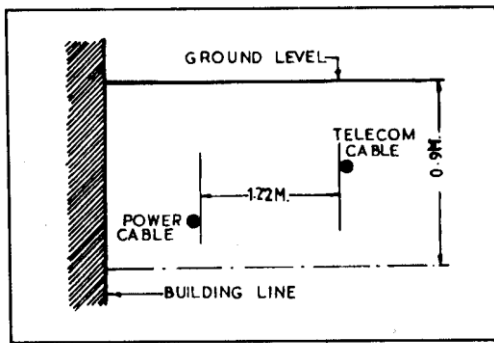 GROUND LEVEL
TELECOM
CABLE
0.9M.
1.22M.
POWER
CABLE
BUILDING LINE